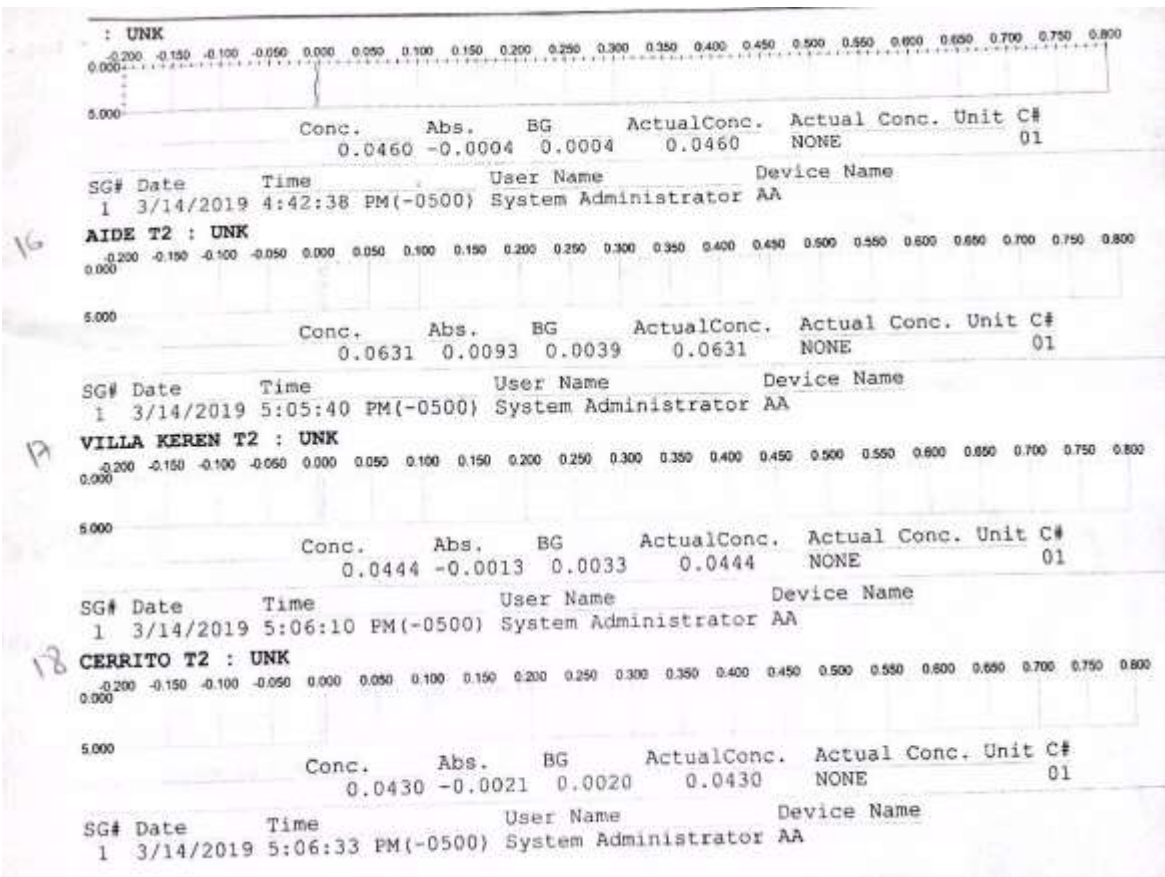 : UNK
-0.200 -0.150 -0.100 -0.050 0.000 0.050 0.100 0.150 0.200 0.250 0.300 0.350 0.400 0.450 0.500 0.550 0.600 0.650 0.700 0.750 0.800
0.000
5.000
Conc. Abs. BG ActualConc. Actual Conc. Unit C#
0.0460 -0.0004 0.0004 0.0460 NONE 01
SG# Date Time User Name Device Name
1 3/14/2019 4:42:38 PM(-0500) System Administrator AA
16 AIDE T2 : UNK
-0.200 -0.150 -0.100 -0.050 0.000 0.050 0.100 0.150 0.200 0.250 0.300 0.350 0.400 0.450 0.500 0.550 0.600 0.650 0.700 0.750 0.800
0.000
5.000
Conc. Abs. BG ActualConc. Actual Conc. Unit C#
0.0631 0.0093 0.0039 0.0631 NONE 01
SG# Date Time User Name Device Name
1 3/14/2019 5:05:40 PM(-0500) System Administrator AA
17 VILLA KEREN T2 : UNK
-0.200 -0.150 -0.100 -0.050 0.000 0.050 0.100 0.150 0.200 0.250 0.300 0.350 0.400 0.450 0.500 0.550 0.600 0.650 0.700 0.750 0.800
0.000
5.000
Conc. Abs. BG ActualConc. Actual Conc. Unit C#
0.0444 -0.0013 0.0033 0.0444 NONE 01
SG# Date Time User Name Device Name
1 3/14/2019 5:06:10 PM(-0500) System Administrator AA
18 CERRITO T2 : UNK
-0.200 -0.150 -0.100 -0.050 0.000 0.050 0.100 0.150 0.200 0.250 0.300 0.350 0.400 0.450 0.500 0.550 0.600 0.650 0.700 0.750 0.800
0.000
5.000
Conc. Abs. BG ActualConc. Actual Conc. Unit C#
0.0430 -0.0021 0.0020 0.0430 NONE 01
SG# Date Time User Name Device Name
1 3/14/2019 5:06:33 PM(-0500) System Administrator AA